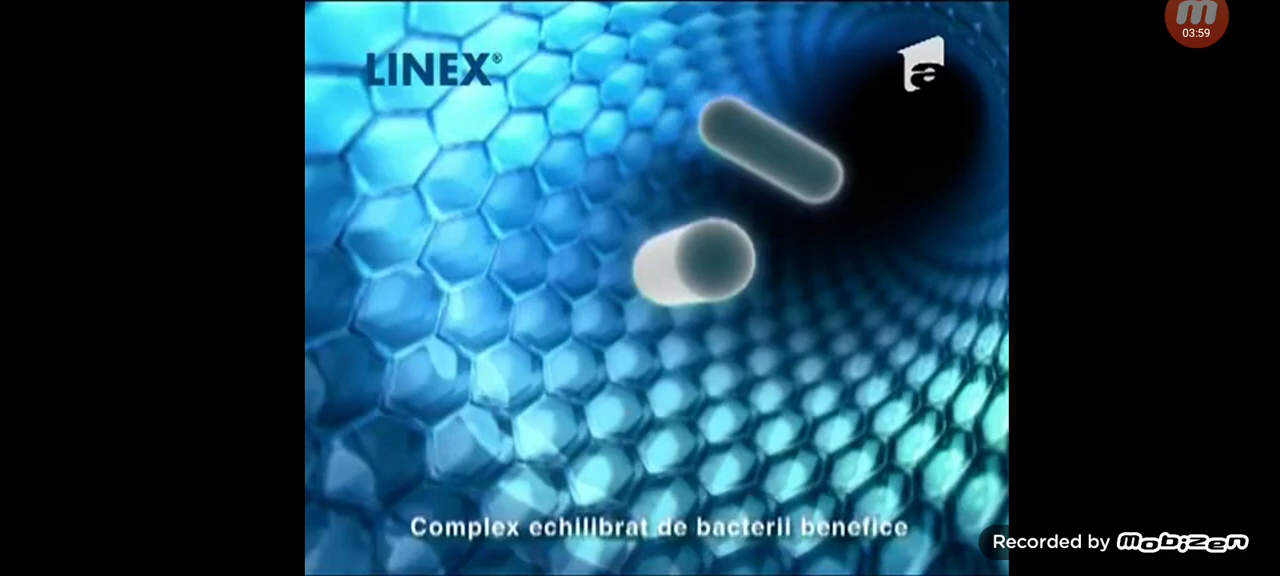 03:59
LINEX®
a
Complex echilibrat de bacterii benefice
Recorded by mobizen